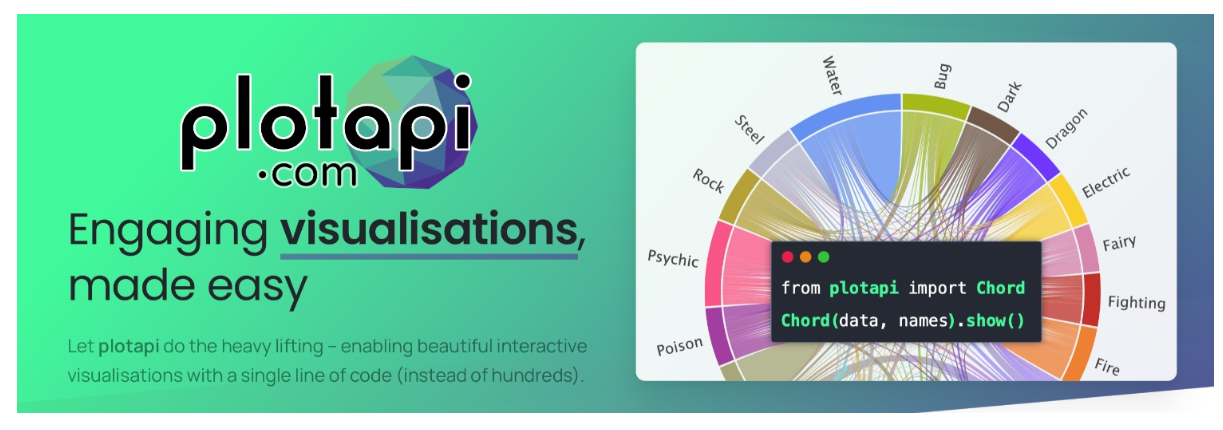 plotapi
.com
Engaging visualisations,
made easy
Let plotapi do the heavy lifting – enabling beautiful interactive
visualisations with a single line of code (instead of hundreds).
Water
Bug
Dark
Steel
Dragon
Rock
Electric
Psychic
Fairy
Fighting
Poison
Fire
from plotapi import Chord
Chord(data, names).show()